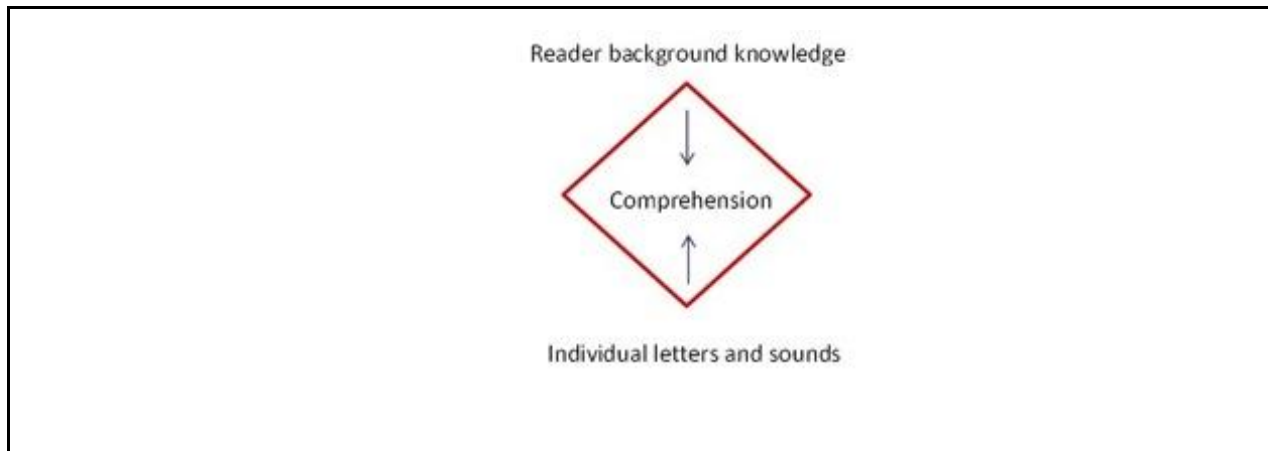 Reader background knowledge
Comprehension
Individual letters and sounds